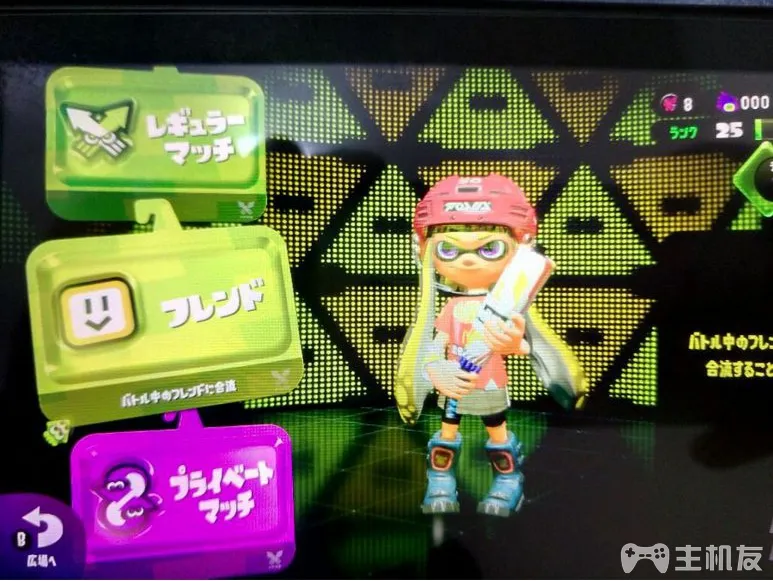 レギュラー
マッチ
8
000
ランク 25
フレンド
バトル中のフレンドに合流
バトル中のフレン
合流すること
プライベート
マッチ
B
広場へ
主机友